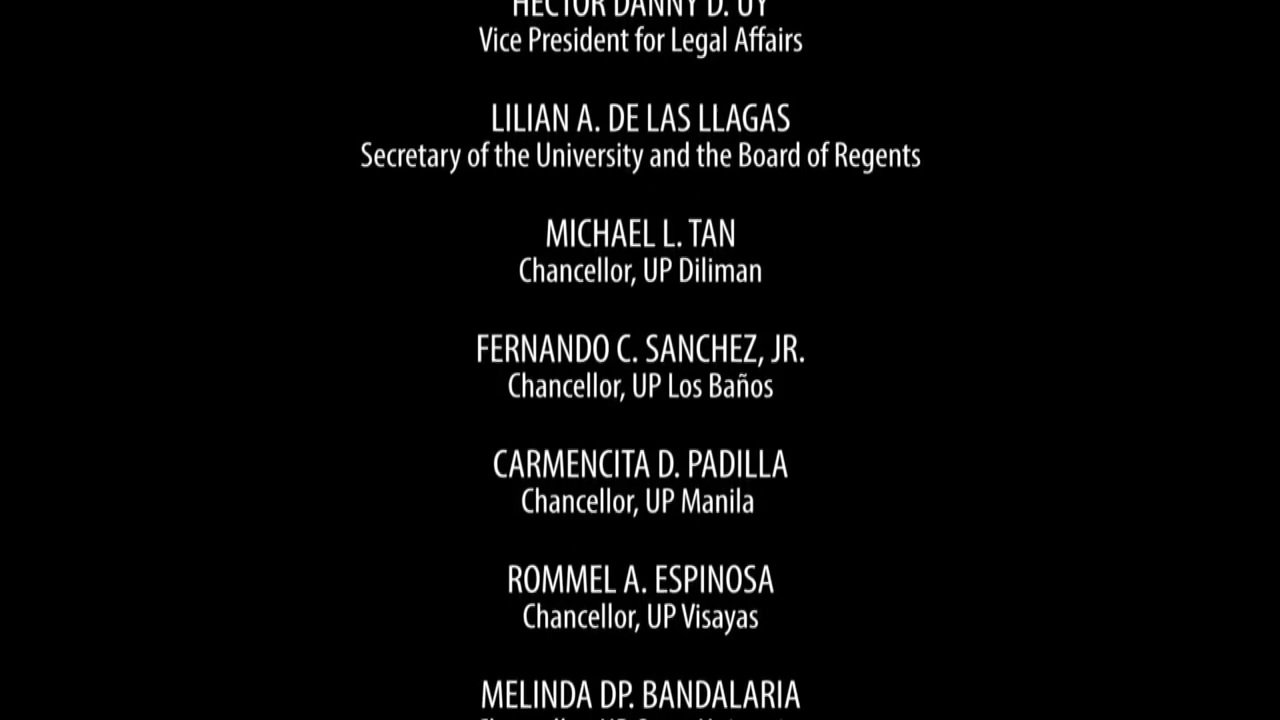 HECTOR DANNY D. UY
Vice President for Legal Affairs
LILIAN A. DE LAS LLAGAS
Secretary of the University and the Board of Regents
MICHAEL L. TAN
Chancellor, UP Diliman
FERNANDO C. SANCHEZ, JR.
Chancellor, UP Los Baños
CARMENCITA D. PADILLA
Chancellor, UP Manila
ROMMEL A. ESPINOSA
Chancellor, UP Visayas
MELINDA DP. BANDALARIA